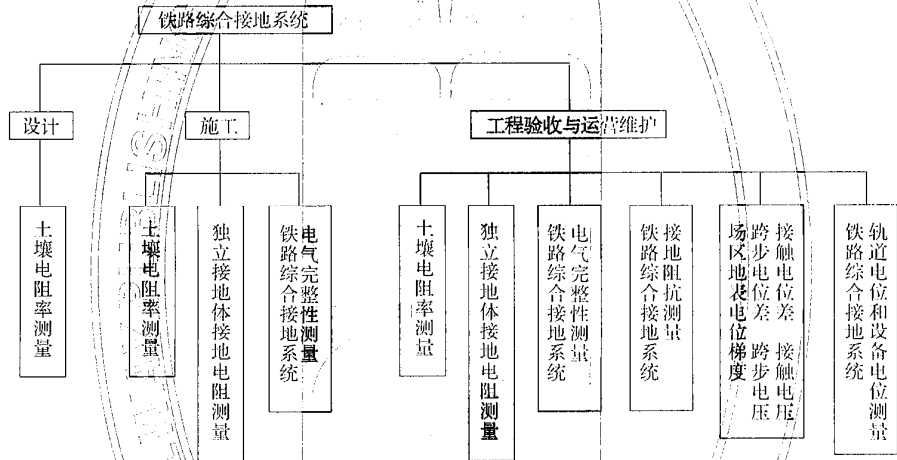 铁路综合接地系统
设计
施工
工程验收与运营维护
土壤电阻率测量
土壤电阻率测量
独立接地体接地电阻测量
铁路综合接地系统
电气完整性测量
土壤电阻率测量
独立接地体接地电阻测量
铁路综合接地系统
电气完整性测量
铁路综合接地系统
接地阻抗测量
场区地表电位梯度
跨步电位差 跨步电压
接触电位差 接触电压
铁路综合接地系统
轨道电位和设备电位测量